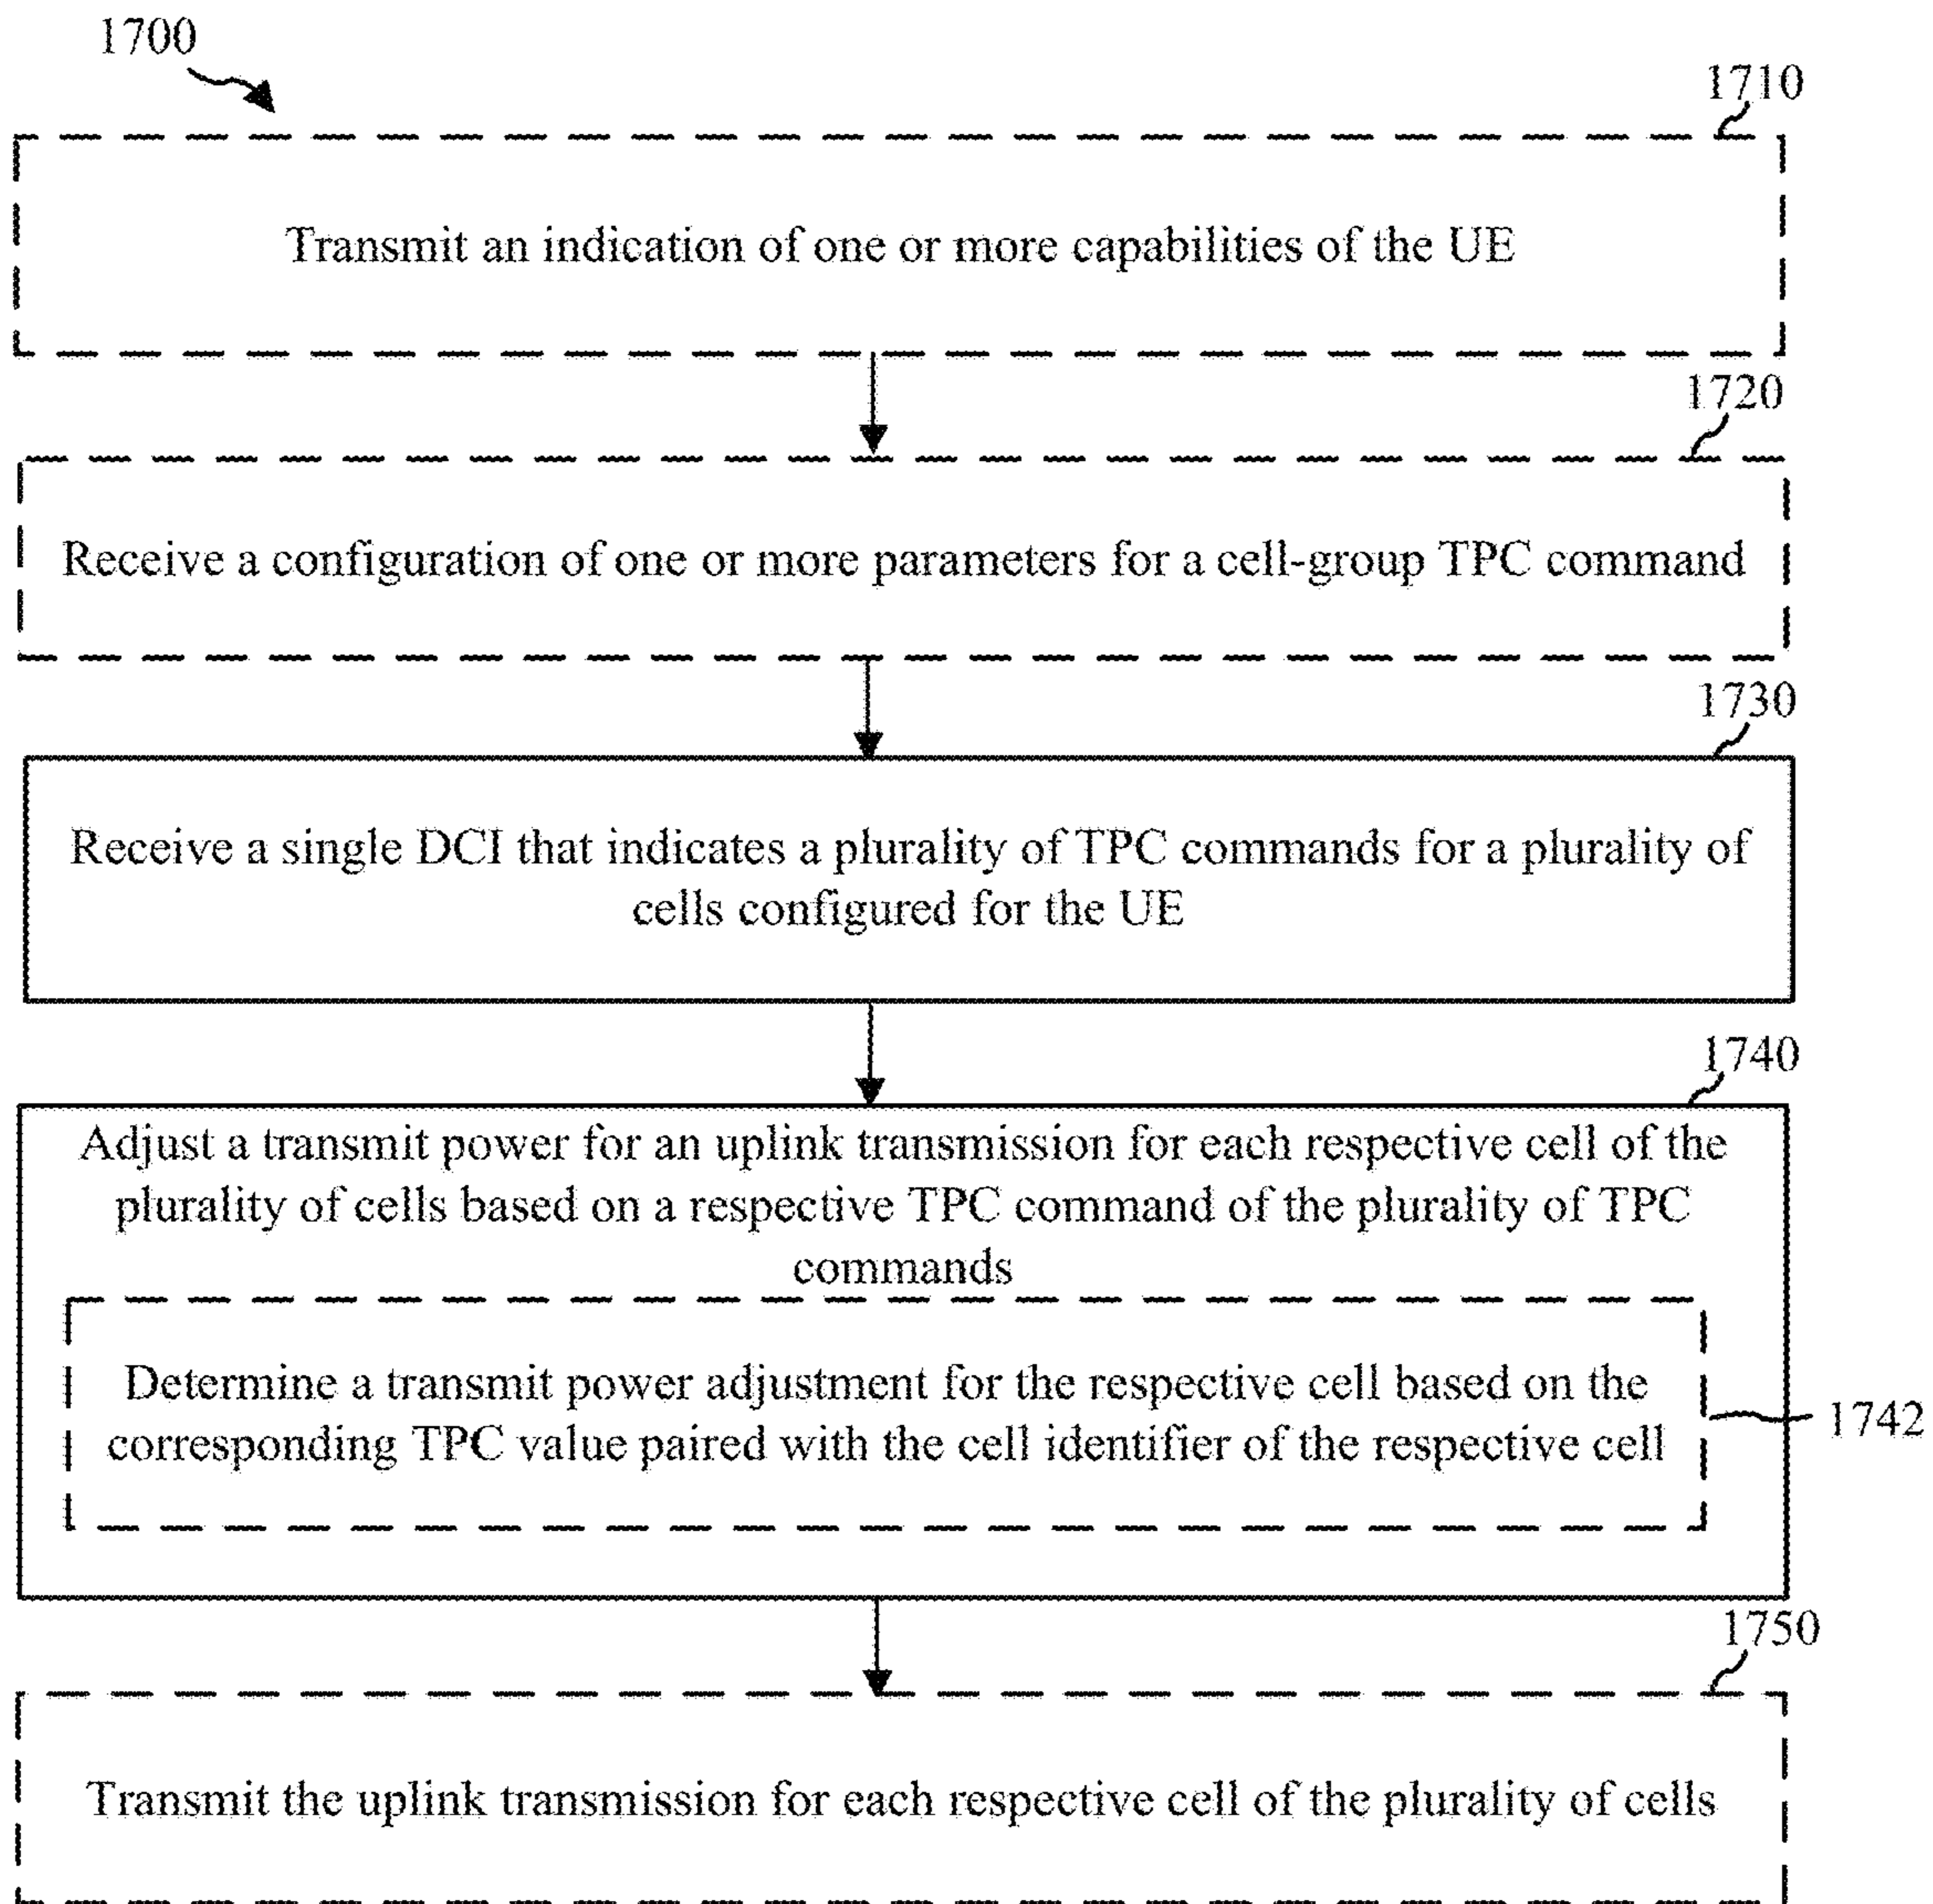 1700
1710
Transmit an indication of one or more capabilities of the UE
1720
Receive a configuration of one or more parameters for a cell-group TPC command
1730
Receive a single DCI that indicates a plurality of TPC commands for a plurality of
cells configured for the UE
1740
Adjust a transmit power for an uplink transmission for each respective cell of the
plurality of cells based on a respective TPC command of the plurality of TPC
commands
Determine a transmit power adjustment for the respective cell based on the
corresponding TPC value paired with the cell identifier of the respective cell
1742
1750
Transmit the uplink transmission for each respective cell of the plurality of cells